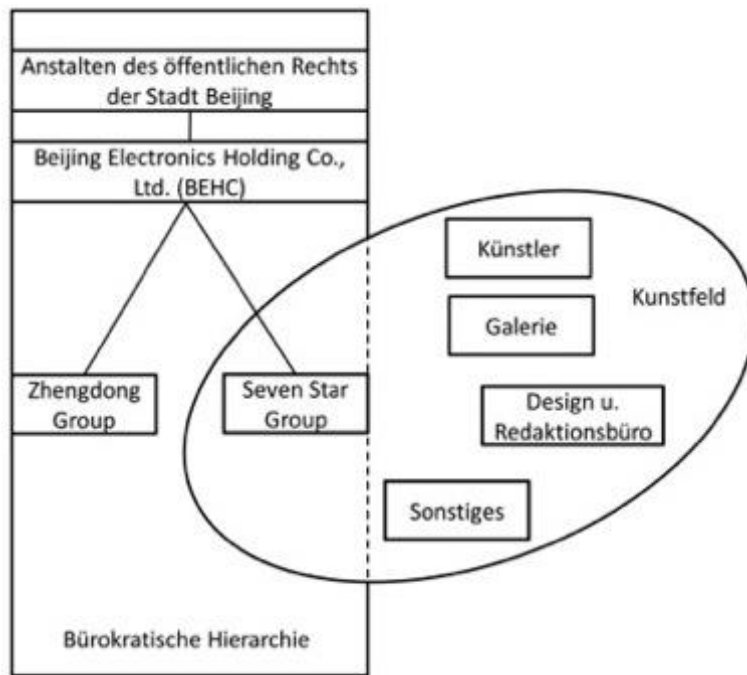 Anstalten des öffentlichen Rechts
der Stadt Beijing
Beijing Electronics Holding Co.,
Ltd. (BEHC)
Künstler
Kunstfeld
Galerie
Zhengdong
Group
Seven Star
Group
Design u.
Redaktionsbüro
Sonstiges
Bürokratische Hierarchie